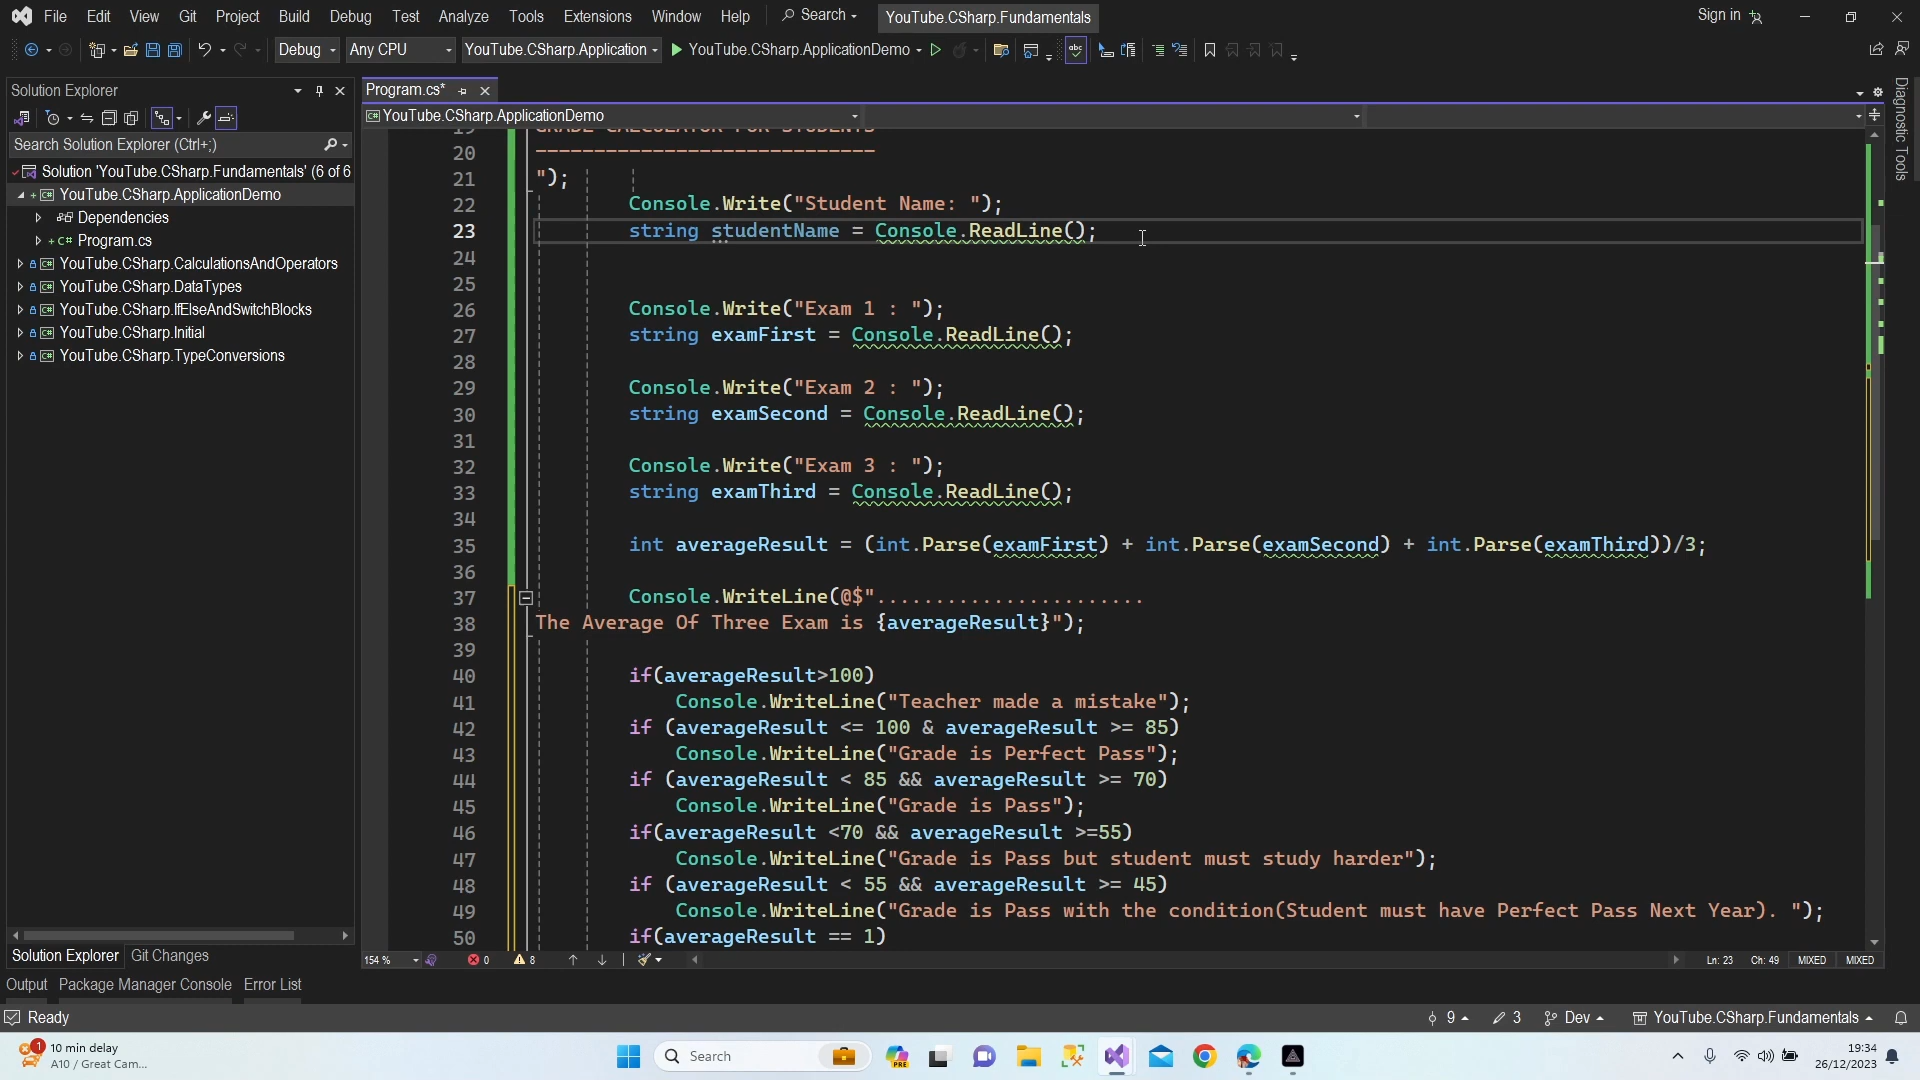 File Edit View Git Project Build Debug Test Analyze Tools Extensions Window Help Search YouTube.CSharp.Fundamentals Sign in
Debug Any CPU YouTube.CSharp.Application YouTube.CSharp.ApplicationDemo
Solution Explorer
Search Solution Explorer (Ctrl+;)
Solution 'YouTube.CSharp.Fundamentals' (6 of 6
YouTube.CSharp.ApplicationDemo
Dependencies
Program.cs
YouTube.CSharp.CalculationsAndOperators
YouTube.CSharp.DataTypes
YouTube.CSharp.IfElseAndSwitchBlocks
YouTube.CSharp.Initial
YouTube.CSharp.TypeConversions
Solution Explorer Git Changes
Program.cs*
YouTube.CSharp.ApplicationDemo
19 GRADE CALCULATOR FOR STUDENTS
20 -----------------------------
21 ");
22 Console.Write("Student Name: ");
23 string studentName = Console.ReadLine();
24
25
26 Console.Write("Exam 1 : ");
27 string examFirst = Console.ReadLine();
28
29 Console.Write("Exam 2 : ");
30 string examSecond = Console.ReadLine();
31
32 Console.Write("Exam 3 : ");
33 string examThird = Console.ReadLine();
34
35 int averageResult = (int.Parse(examFirst) + int.Parse(examSecond) + int.Parse(examThird))/3;
36
37 Console.WriteLine(@$".......................
38 The Average Of Three Exam is {averageResult}");
39
40 if(averageResult>100)
41 Console.WriteLine("Teacher made a mistake");
42 if (averageResult <= 100 & averageResult >= 85)
43 Console.WriteLine("Grade is Perfect Pass");
44 if (averageResult < 85 && averageResult >= 70)
45 Console.WriteLine("Grade is Pass");
46 if(averageResult <70 && averageResult >=55)
47 Console.WriteLine("Grade is Pass but student must study harder");
48 if (averageResult < 55 && averageResult >= 45)
49 Console.WriteLine("Grade is Pass with the condition(Student must have Perfect Pass Next Year). ");
50 if(averageResult == 1)
154 % 0 8 Ln: 23 Ch: 49 MIXED MIXED
Diagnostic Tools
Output Package Manager Console Error List
Ready 9 3 Dev YouTube.CSharp.Fundamentals
1 10 min delay
A10 / Great Cam...
Search
PRE
19:34
26/12/2023